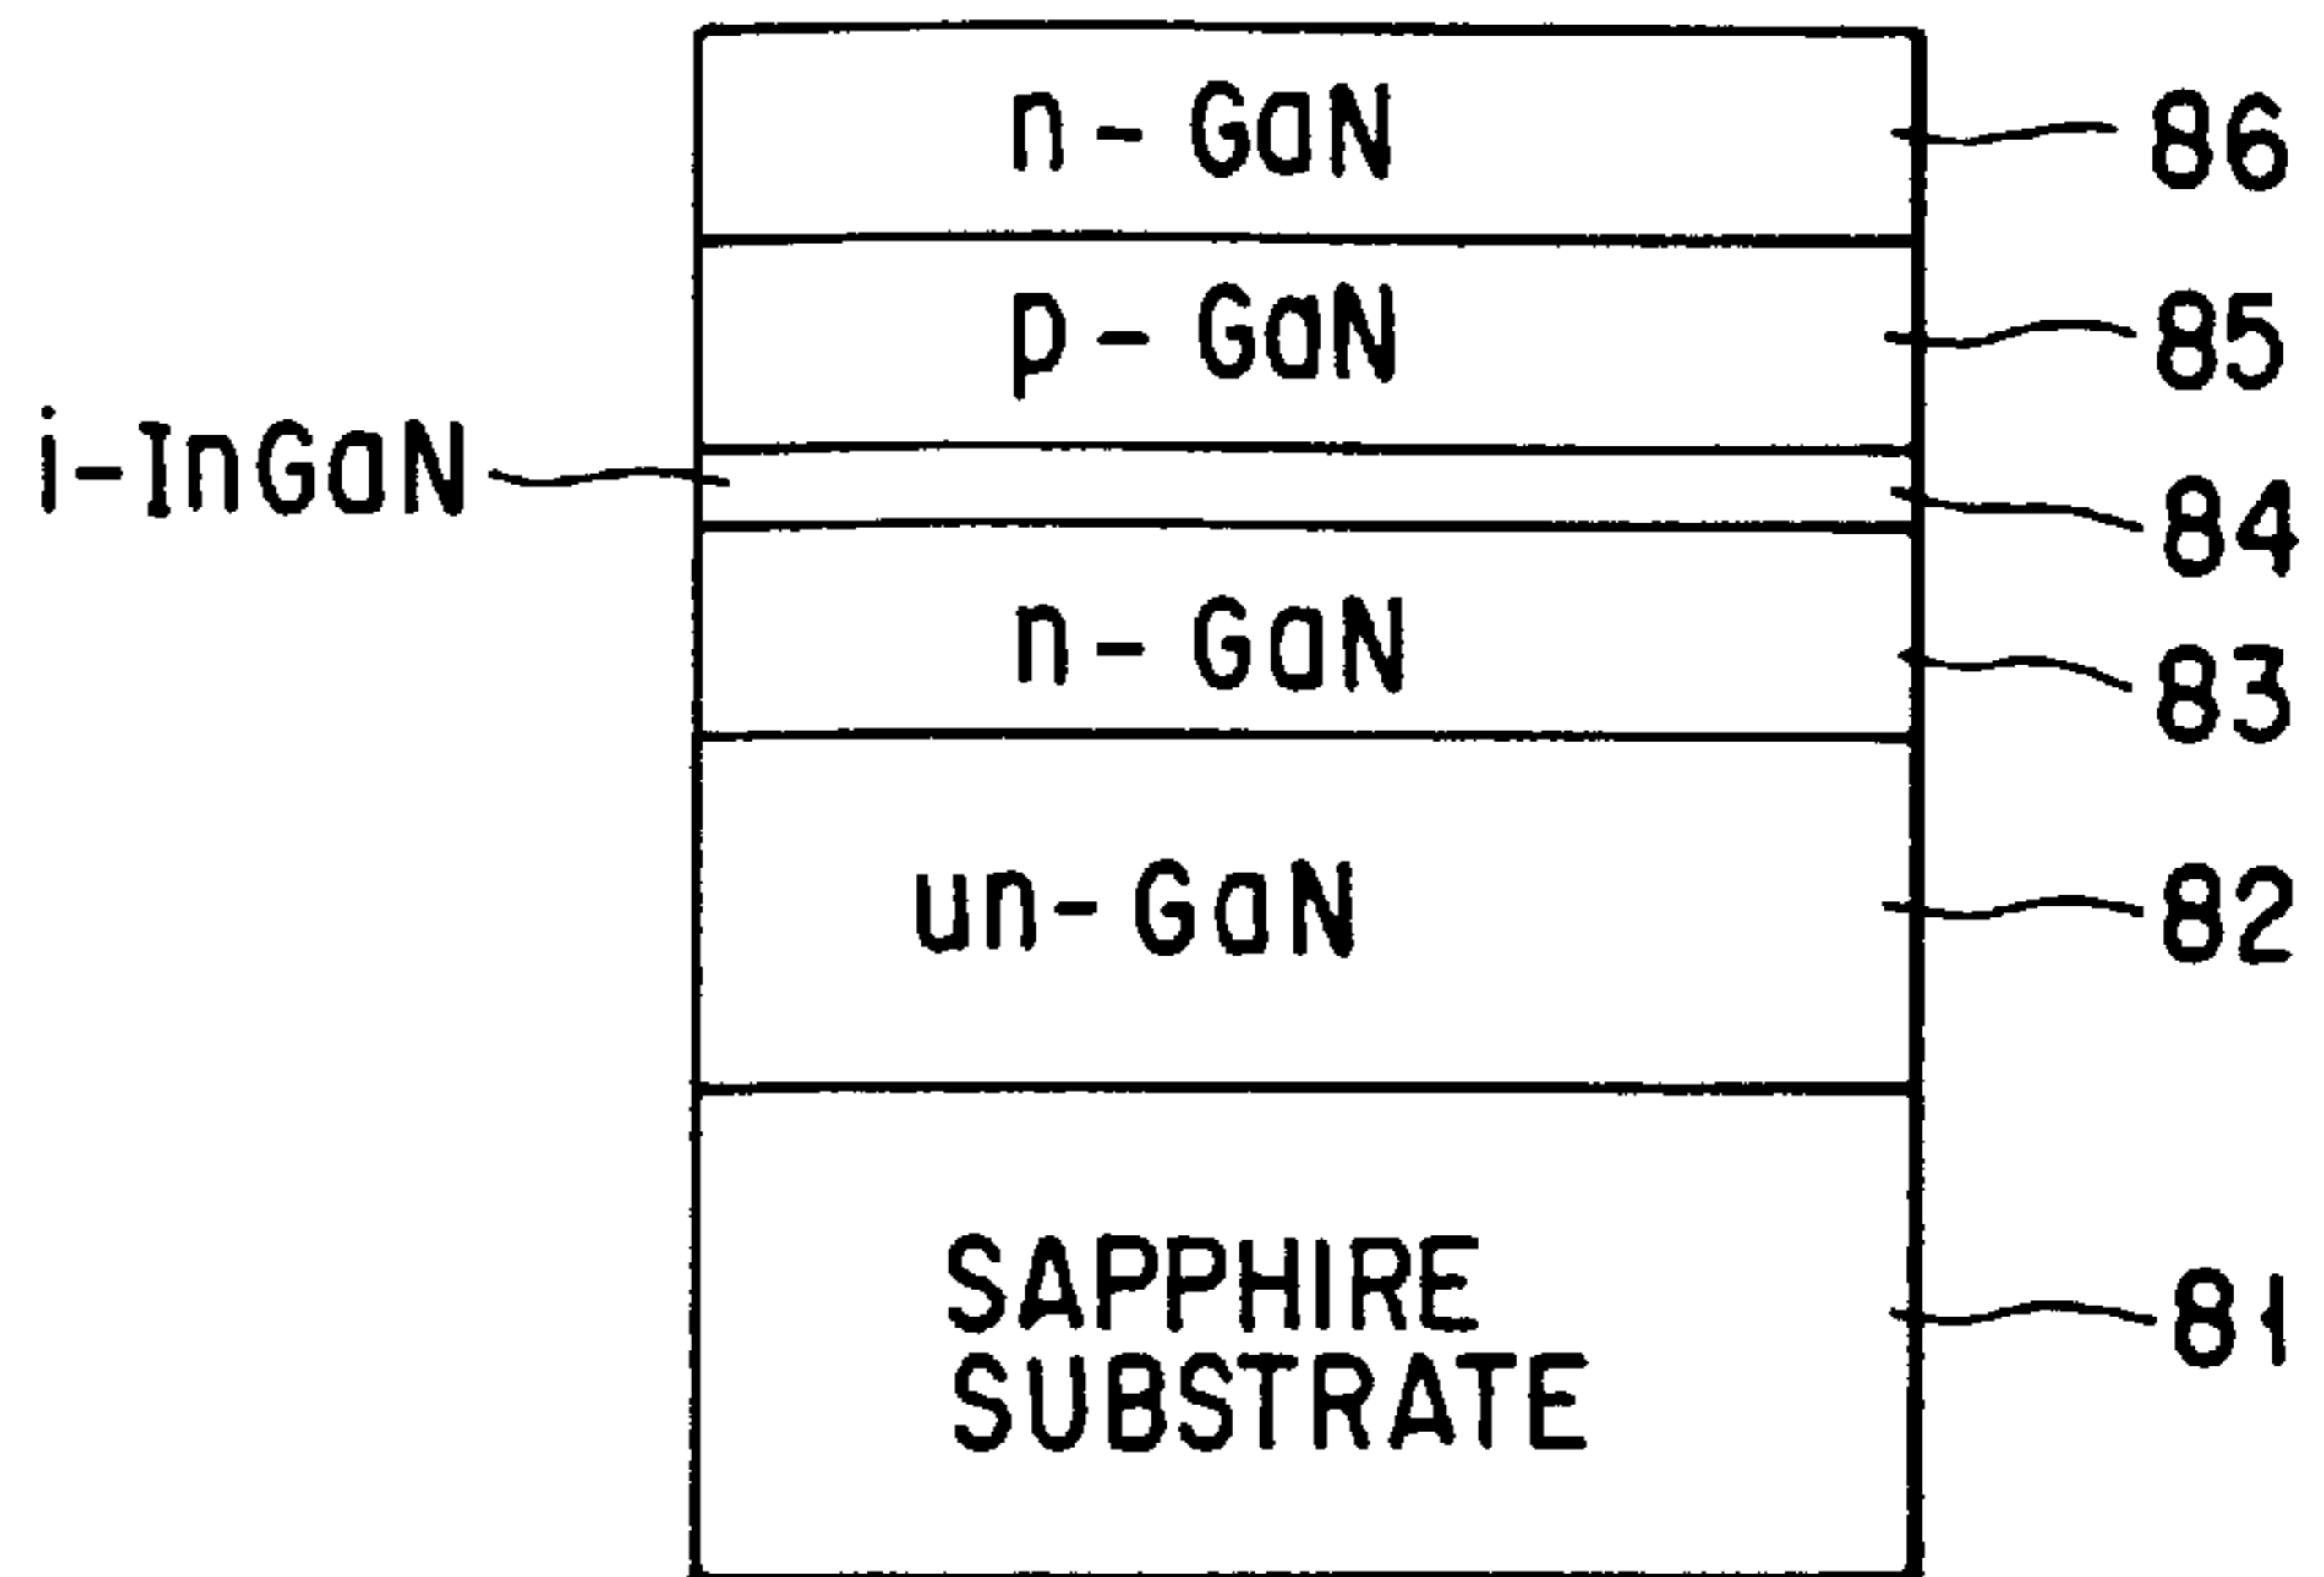 n-GaN 86
p-GaN 85
i-InGaN 84
n-GaN 83
un-GaN 82
SAPPHIRE
SUBSTRATE 81